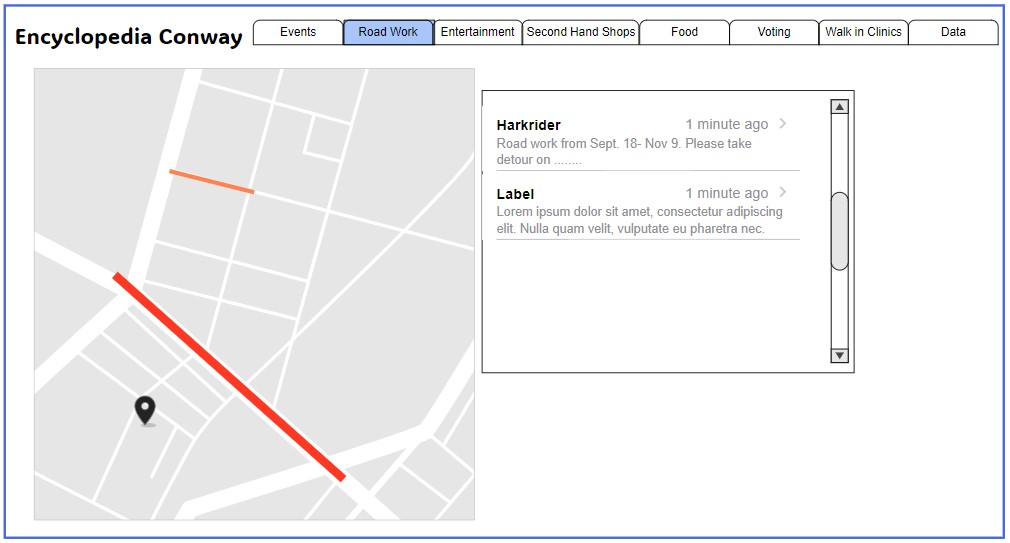 Encyclopedia Conway
Events
Road Work
Entertainment
Second Hand Shops
Food
Voting
Walk in Clinics
Data
Harkrider
1 minute ago
Road work from Sept. 18- Nov 9. Please take
detour on ........
Label
1 minute ago
Lorem ipsum dolor sit amet, consectetur adipiscing
elit. Nulla quam velit, vulputate eu pharetra nec.